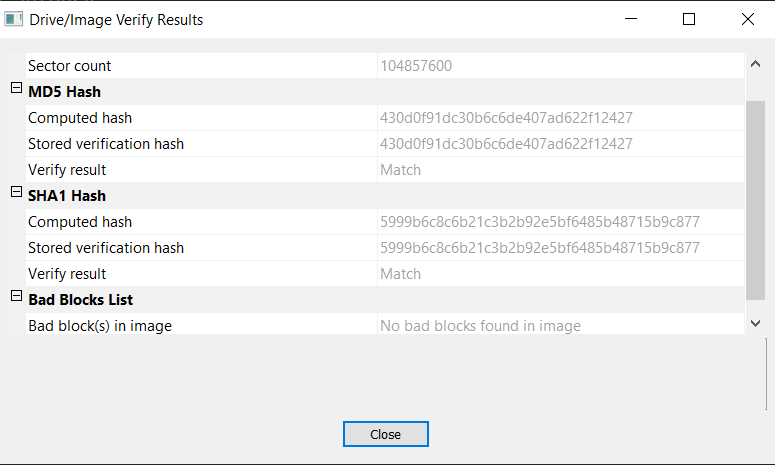 Drive/Image Verify Results
Sector count 104857600
MD5 Hash
Computed hash 430d0f91dc30b6c6de407ad622f12427
Stored verification hash 430d0f91dc30b6c6de407ad622f12427
Verify result Match
SHA1 Hash
Computed hash 5999b6c8c6b21c3b2b92e5bf6485b48715b9c877
Stored verification hash 5999b6c8c6b21c3b2b92e5bf6485b48715b9c877
Verify result Match
Bad Blocks List
Bad block(s) in image No bad blocks found in image
Close